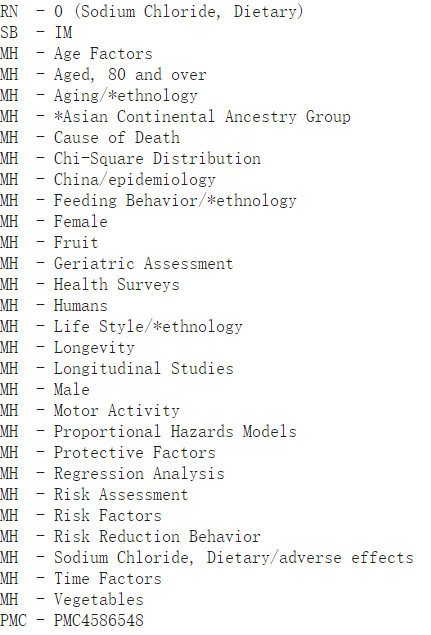 RN  - 0 (Sodium Chloride, Dietary)
SB  - IM
MH  - Age Factors
MH  - Aged, 80 and over
MH  - Aging/*ethnology
MH  - *Asian Continental Ancestry Group
MH  - Cause of Death
MH  - Chi-Square Distribution
MH  - China/epidemiology
MH  - Feeding Behavior/*ethnology
MH  - Female
MH  - Fruit
MH  - Geriatric Assessment
MH  - Health Surveys
MH  - Humans
MH  - Life Style/*ethnology
MH  - Longevity
MH  - Longitudinal Studies
MH  - Male
MH  - Motor Activity
MH  - Proportional Hazards Models
MH  - Protective Factors
MH  - Regression Analysis
MH  - Risk Assessment
MH  - Risk Factors
MH  - Risk Reduction Behavior
MH  - Sodium Chloride, Dietary/adverse effects
MH  - Time Factors
MH  - Vegetables
PMC - PMC4586548